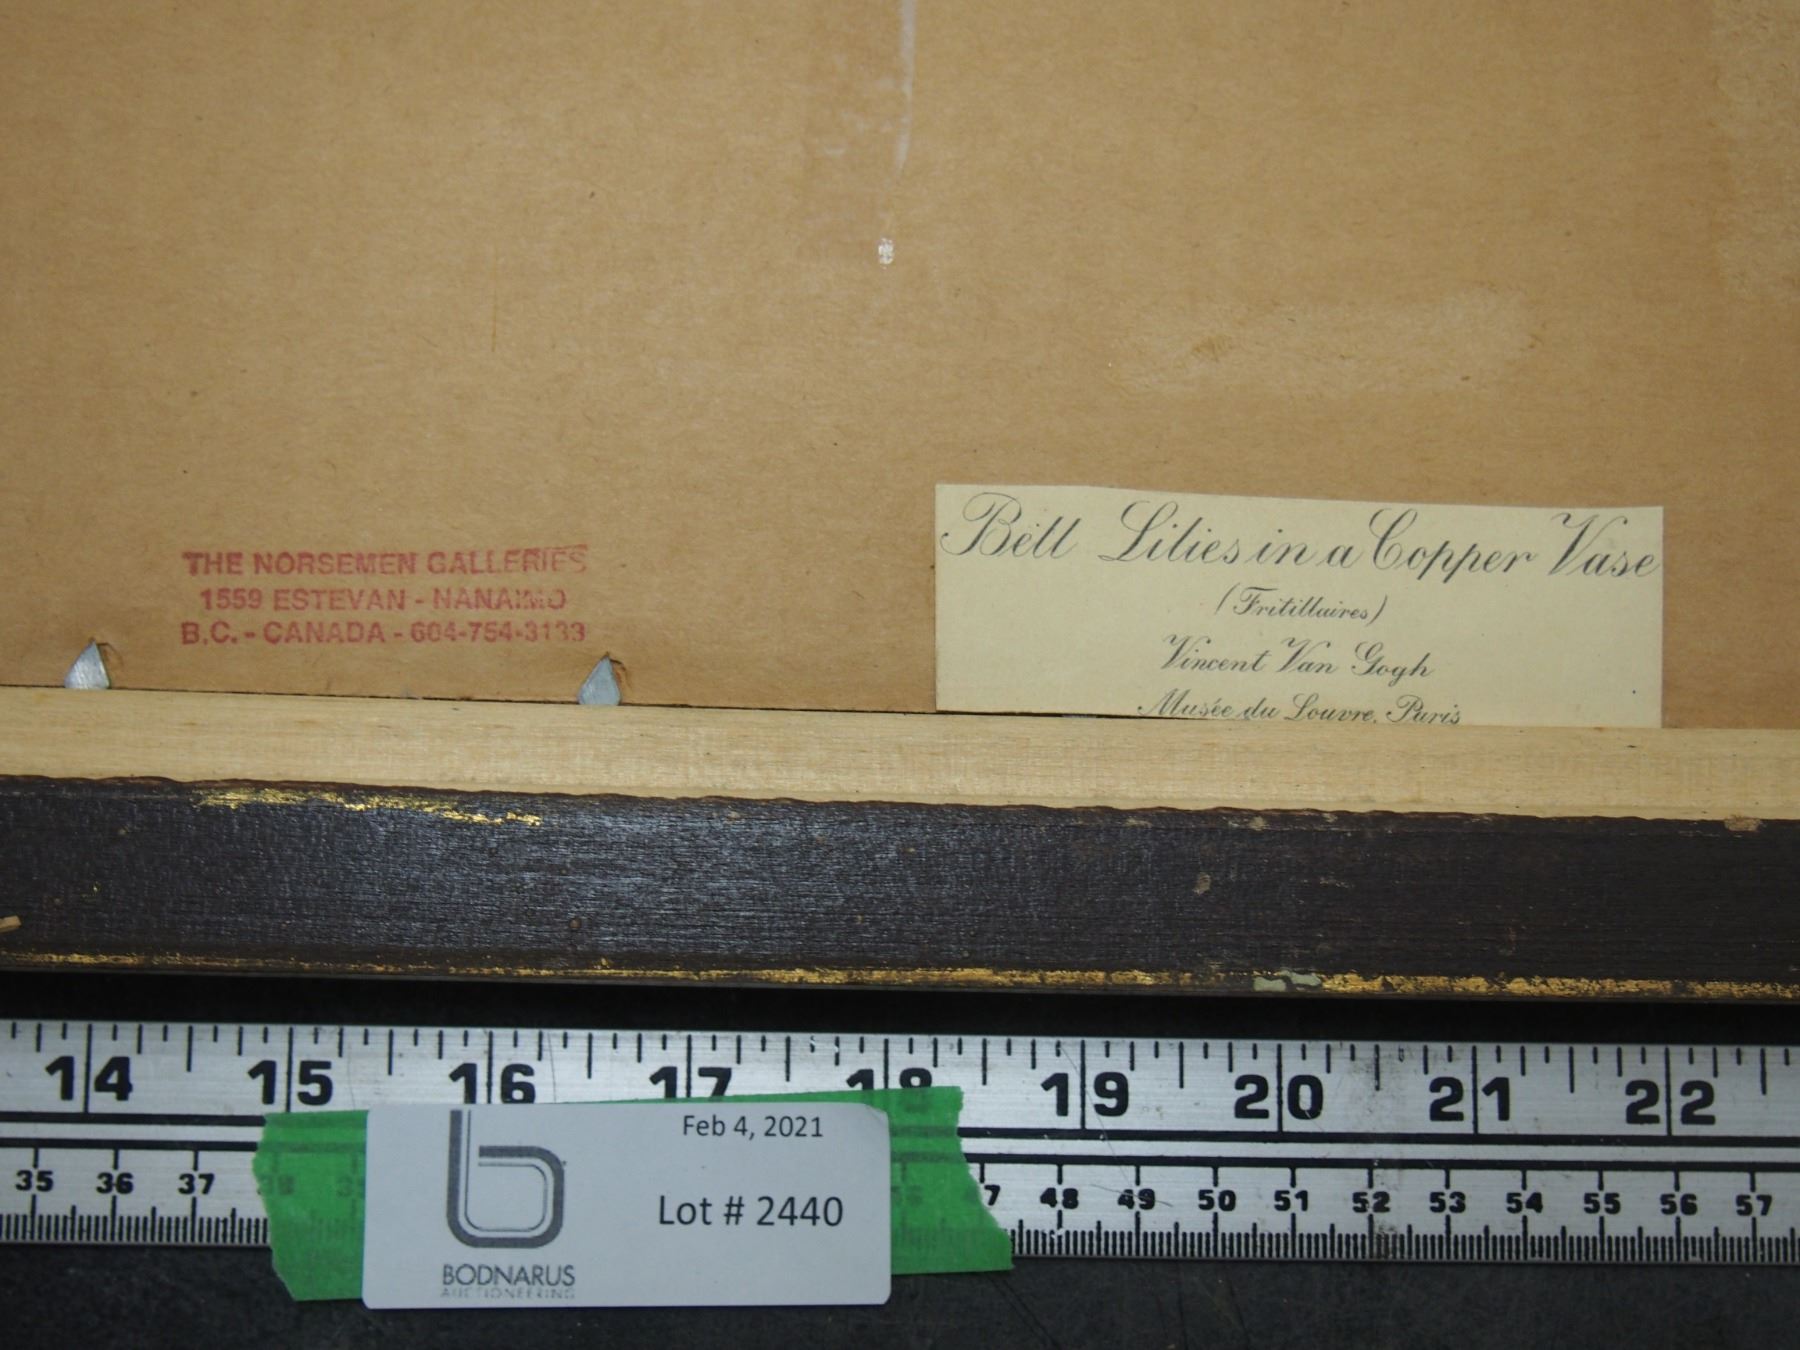 THE NORSEMEN GALLERIES
1559 ESTEVAN - NANAIMO
B.C. - CANADA - 604-754-3133
Bell Lilies in a Copper Vase
(Fritillaires)
Vincent Van Gogh
Musée du Louvre, Paris
14 15 16 17 18 19 20 21 22
Feb 4, 2021
Lot # 2440
BODNARUS
AUCTIONEERING
35 36 37 38 47 48 49 50 51 52 53 54 55 56 57